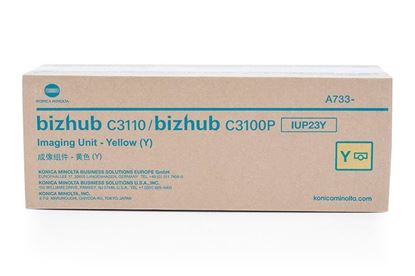 KONICA MINOLTA
A733-
bizhub C3110/bizhub C3100P IUP23Y
Imaging Unit - Yellow (Y)
成像组件 - 黄色 (Y)
Y
KONICA MINOLTA BUSINESS SOLUTIONS EUROPE GmbH
KONICA MINOLTA BUSINESS SOLUTIONS U.S.A., INC.
KONICA MINOLTA, INC.
konicaminolta.com